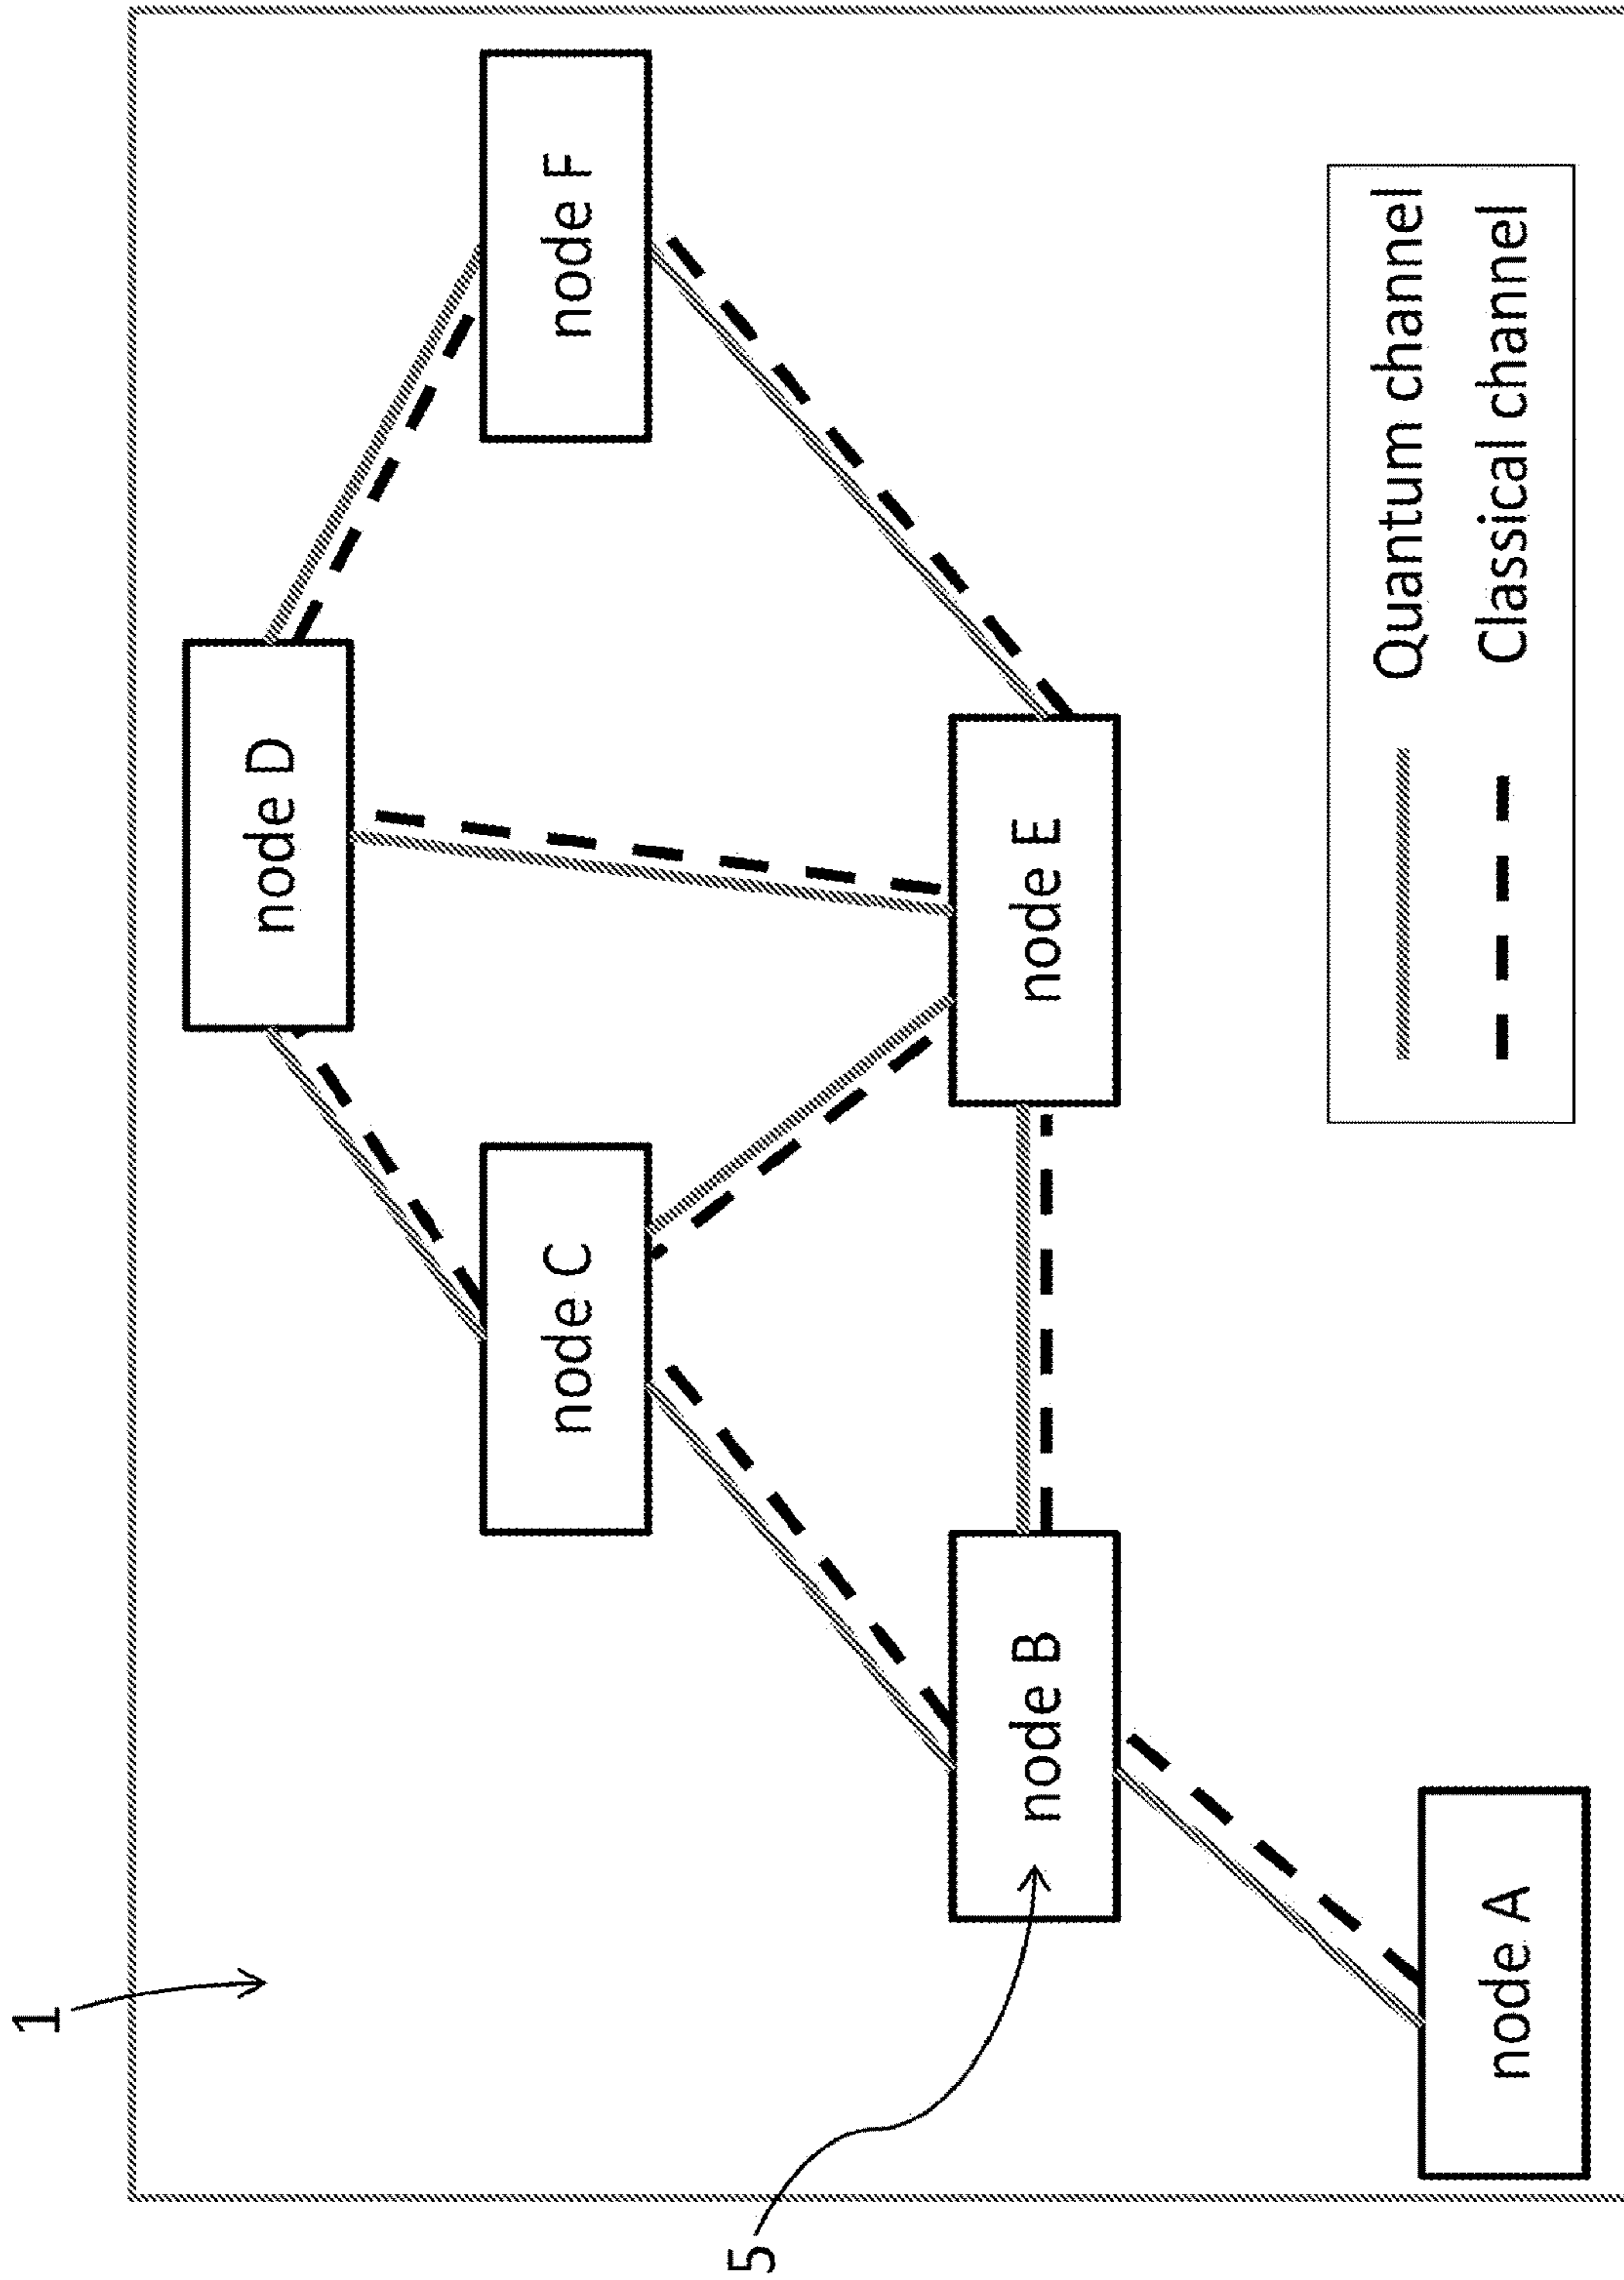 1
node D
node C
node F
5
node B
node E
node A
Quantum channel
Classical channel